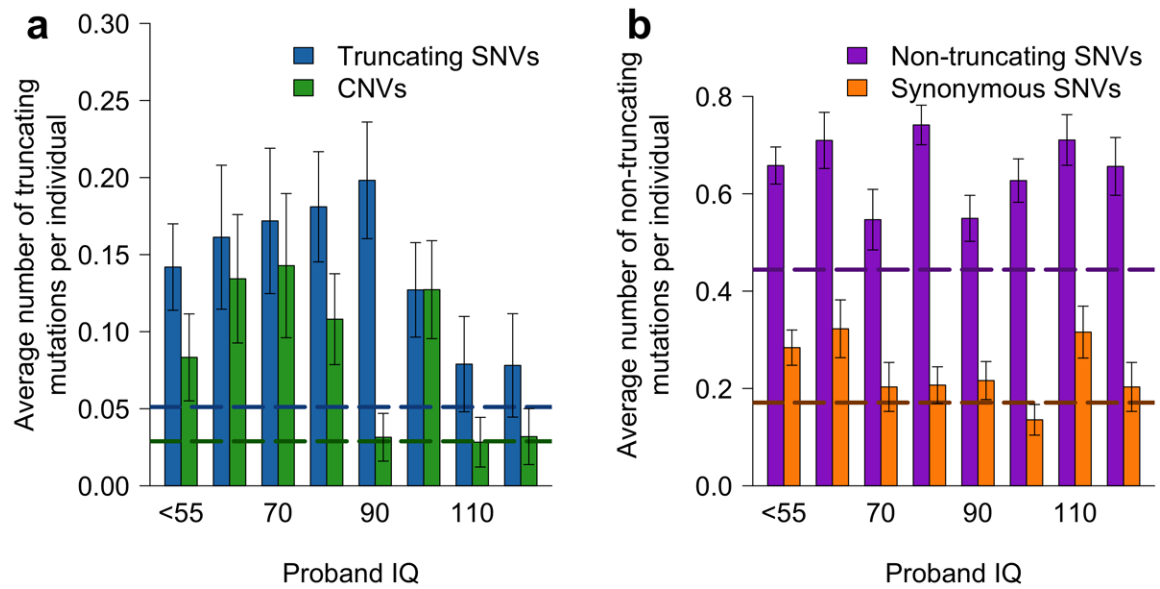 a
Average number of truncating
mutations per individual
0.30
0.25
0.20
0.15
0.10
0.05
0.00
Truncating SNVs
CNVs
<55 70 90 110
Proband IQ
b
Average number of non-truncating
mutations per individual
0.8
0.6
0.4
0.2
0.0
Non-truncating SNVs
Synonymous SNVs
<55 70 90 110
Proband IQ